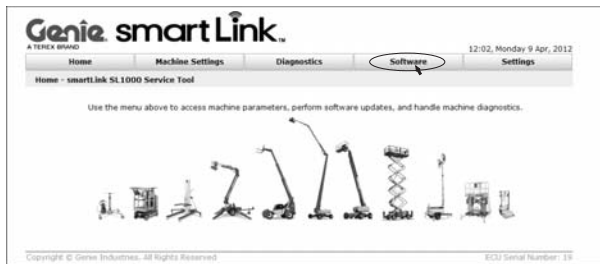 Genie smartLink™
A TEREX BRAND
12:02, Monday 9 Apr, 2012
Home Machine Settings Diagnostics Software Settings
Home - smartLink SL1000 Service Tool
Use the menu above to access machine parameters, perform software updates, and handle machine diagnostics.
Copyright © Genie Industries. All Rights Reserved ECU Serial Number: 19